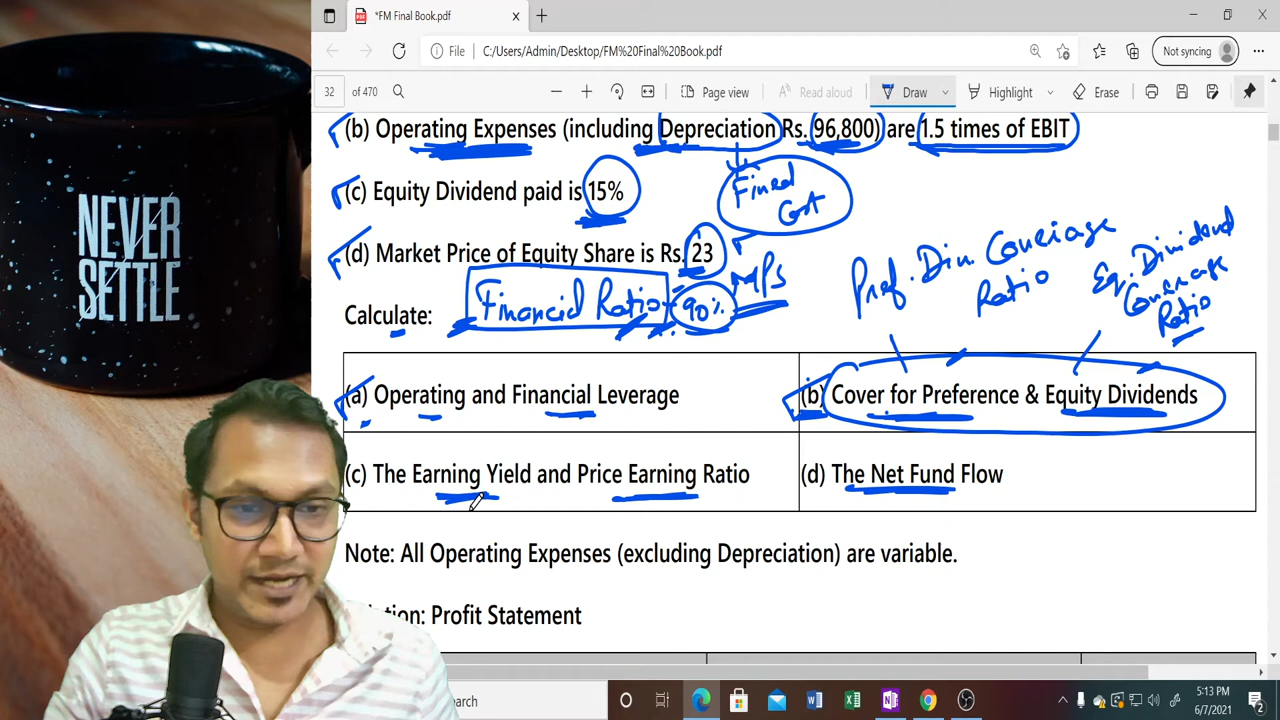 *FM Final Book.pdf
File
C:/Users/Admin/Desktop/FM%20Final%20Book.pdf
Not syncing
32 of 470
Page view
Read aloud
Draw
Highlight
Erase
(b) Operating Expenses (including Depreciation Rs. 96,800) are 1.5 times of EBIT
(c) Equity Dividend paid is 15%
Fixed
Cost
(d) Market Price of Equity Share is Rs. 23
MPS
Pref. Div. Coverage
Ratio
Eq. Dividend
Coverage
Ratio
Financial Ratio
90%
Calculate:
(a) Operating and Financial Leverage
(b) Cover for Preference & Equity Dividends
(c) The Earning Yield and Price Earning Ratio
(d) The Net Fund Flow
Note: All Operating Expenses (excluding Depreciation) are variable.
Profit Statement
NEVER
SETTLE
5:13 PM
6/7/2021